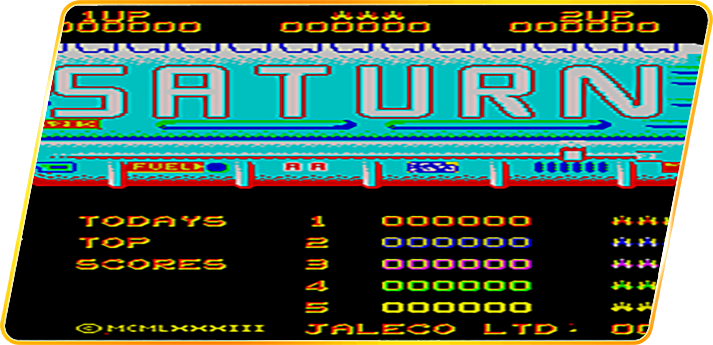 1UP 2UP
000000 000000 000000
SATURN
FUEL
TODAYS 1 000000
TOP 2 000000
SCORES 3 000000
4 000000
5 000000
©MCMLXXXIII JALECO LTD.